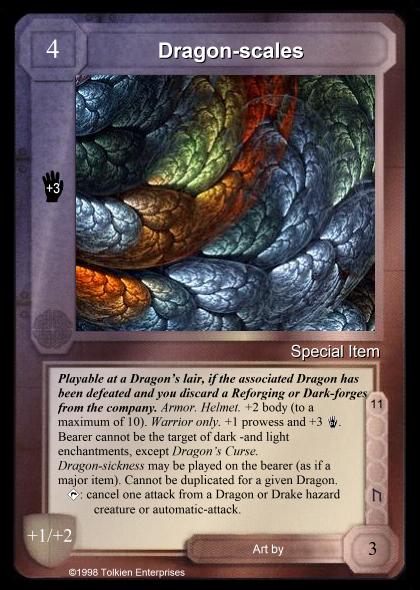 4
Dragon-scales
+3
Special Item
Playable at a Dragon's lair, if the associated Dragon has
been defeated and you discard a Reforging or Dark-forges
from the company. Armor. Helmet. +2 body (to a
maximum of 10). Warrior only. +1 prowess and +3 .
Bearer cannot be the target of dark -and light
enchantments, except Dragon's Curse.
Dragon-sickness may be played on the bearer (as if a
major item). Cannot be duplicated for a given Dragon.
: cancel one attack from a Dragon or Drake hazard
creature or automatic-attack.
11
+1/+2
Art by
3
©1998 Tolkien Enterprises